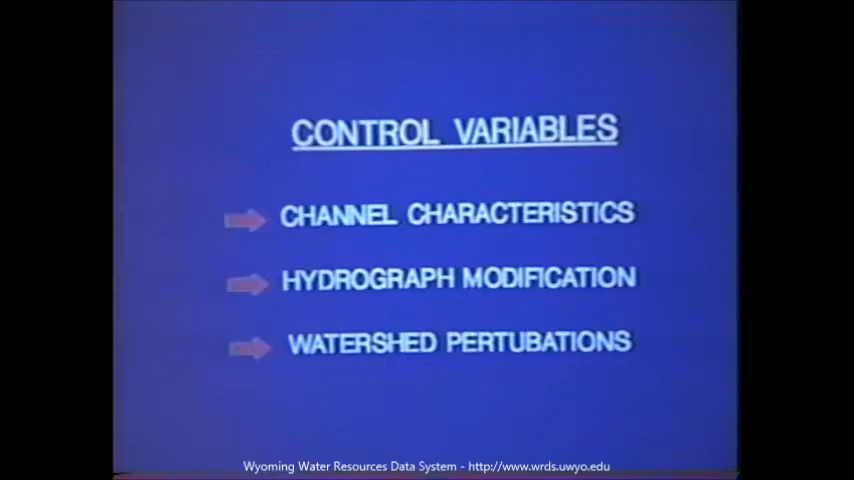 CONTROL VARIABLES
CHANNEL CHARACTERISTICS
HYDROGRAPH MODIFICATION
WATERSHED PERTUBATIONS
Wyoming Water Resources Data System - http://www.wrds.uwyo.edu